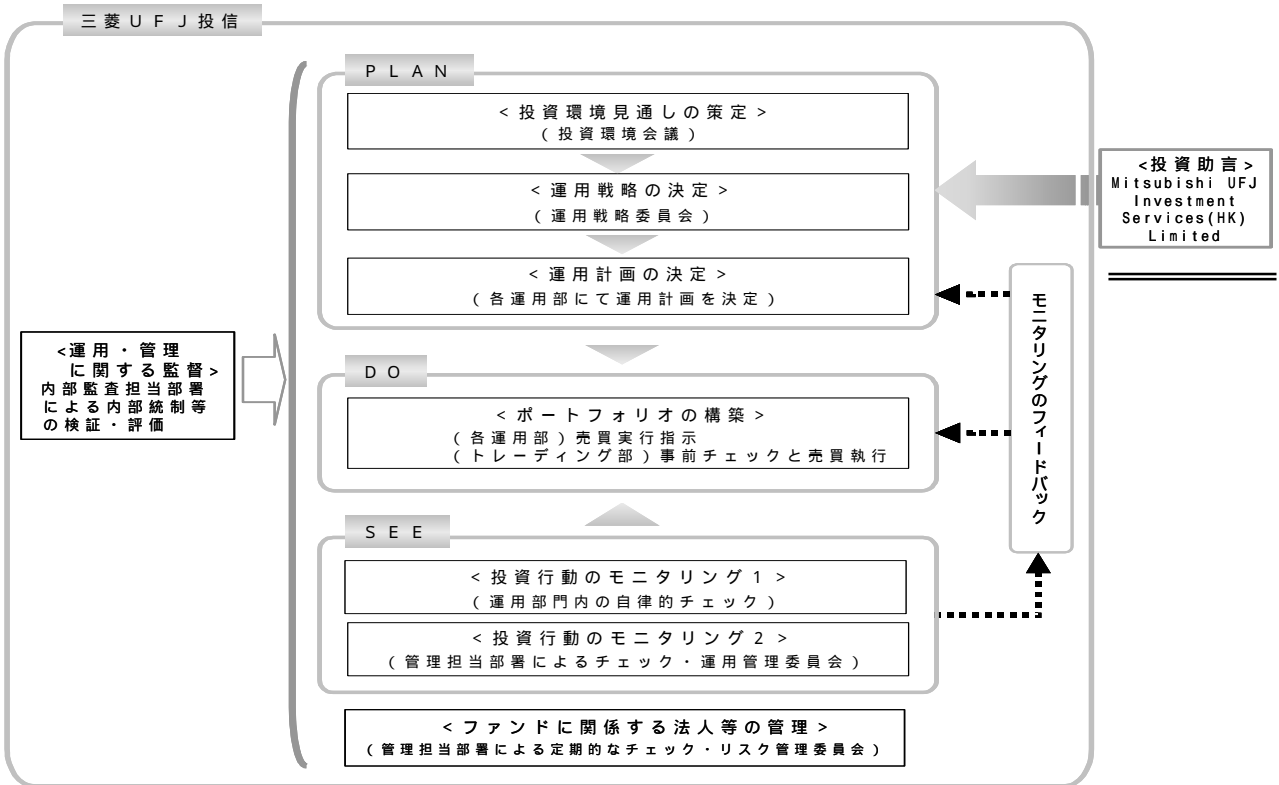 三菱UFJ投信
PLAN
<投資環境見通しの策定>
(投資環境会議)
<運用戦略の決定>
(運用戦略委員会)
<運用計画の決定>
(各運用部にて運用計画を決定)
<投資助言>
Mitsubishi UFJ
Investment
Services(HK)
Limited
<運用・管理
に関する監督>
内部監査担当部署
による内部統制等
の検証・評価
DO
<ポートフォリオの構築>
(各運用部)売買実行指示
(トレーディング部)事前チェックと売買執行
モニタリングのフィードバック
SEE
<投資行動のモニタリング1>
(運用部門内の自律的チェック)
<投資行動のモニタリング2>
(管理担当部署によるチェック・運用管理委員会)
<ファンドに関係する法人等の管理>
(管理担当部署による定期的なチェック・リスク管理委員会)